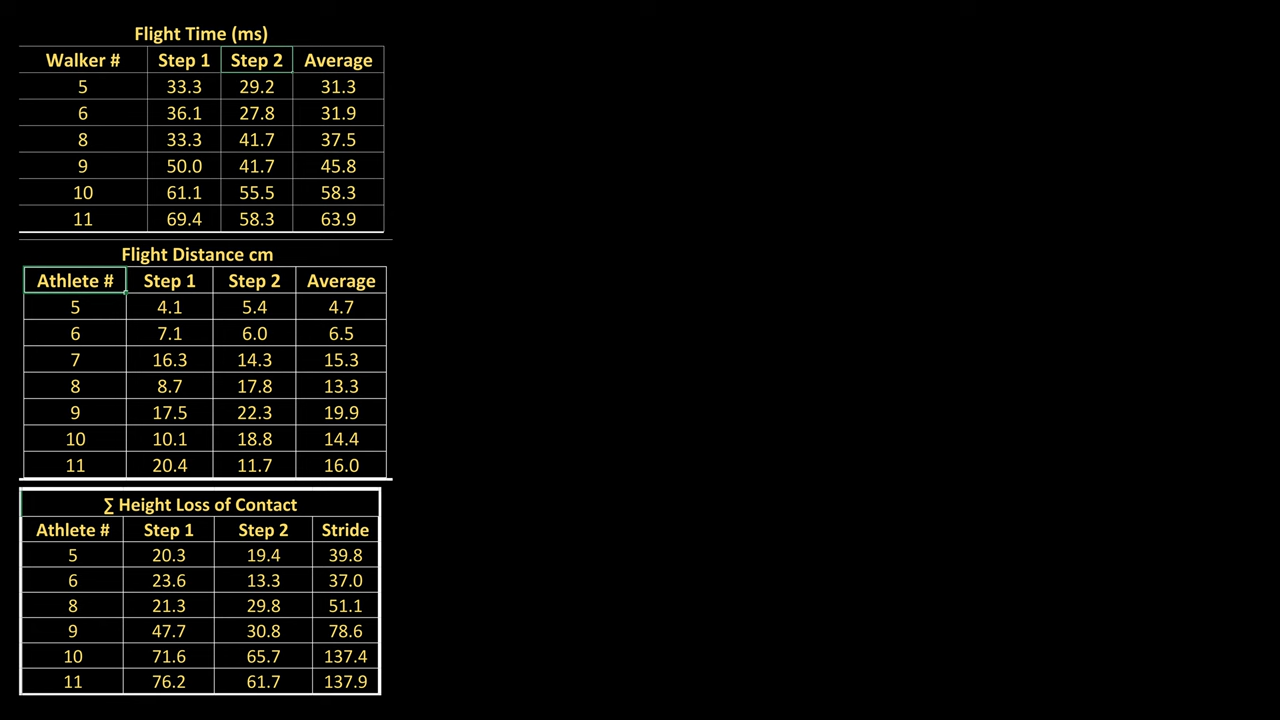 Flight Time (ms)
Walker # Step 1 Step 2 Average
5 33.3 29.2 31.3
6 36.1 27.8 31.9
8 33.3 41.7 37.5
9 50.0 41.7 45.8
10 61.1 55.5 58.3
11 69.4 58.3 63.9
Flight Distance cm
Athlete # Step 1 Step 2 Average
5 4.1 5.4 4.7
6 7.1 6.0 6.5
7 16.3 14.3 15.3
8 8.7 17.8 13.3
9 17.5 22.3 19.9
10 10.1 18.8 14.4
11 20.4 11.7 16.0
∑ Height Loss of Contact
Athlete # Step 1 Step 2 Stride
5 20.3 19.4 39.8
6 23.6 13.3 37.0
8 21.3 29.8 51.1
9 47.7 30.8 78.6
10 71.6 65.7 137.4
11 76.2 61.7 137.9